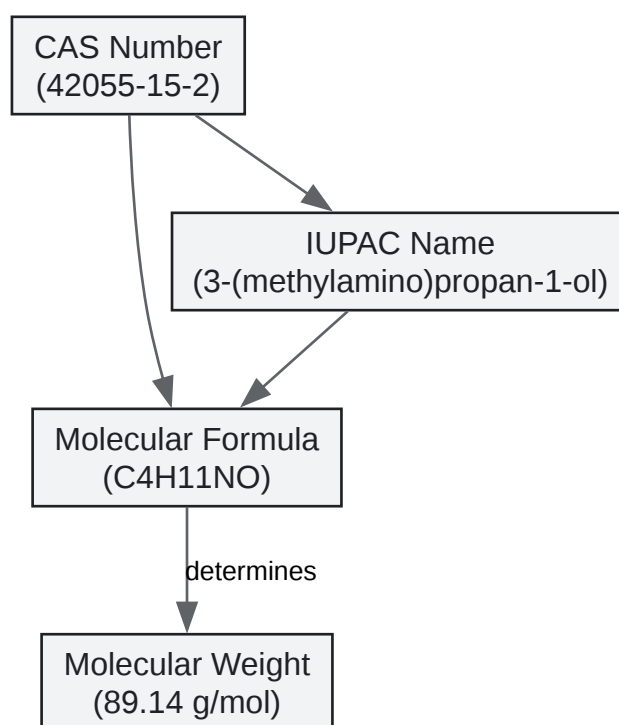 CAS Number
(42055-15-2)
IUPAC Name
(3-(methylamino)propan-1-ol)
Molecular Formula
(C4H11NO)
determines
Molecular Weight
(89.14 g/mol)